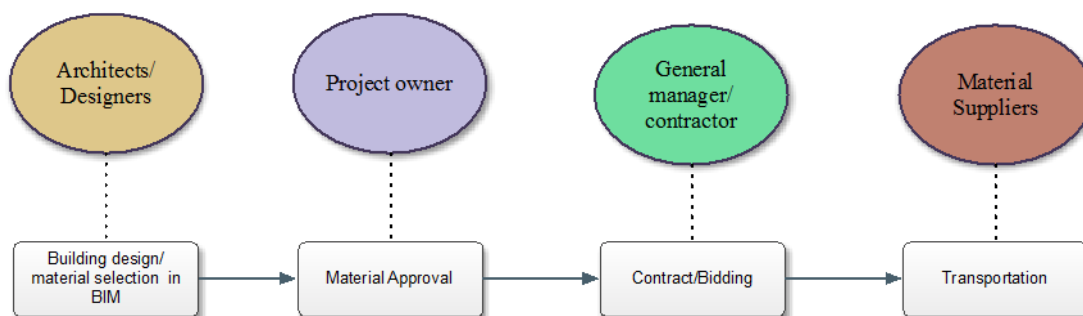 Architects/
Designers
Project owner
General
manager/
contractor
Material
Suppliers
Building design/
material selection in
BIM
Material Approval
Contract/Bidding
Transportation